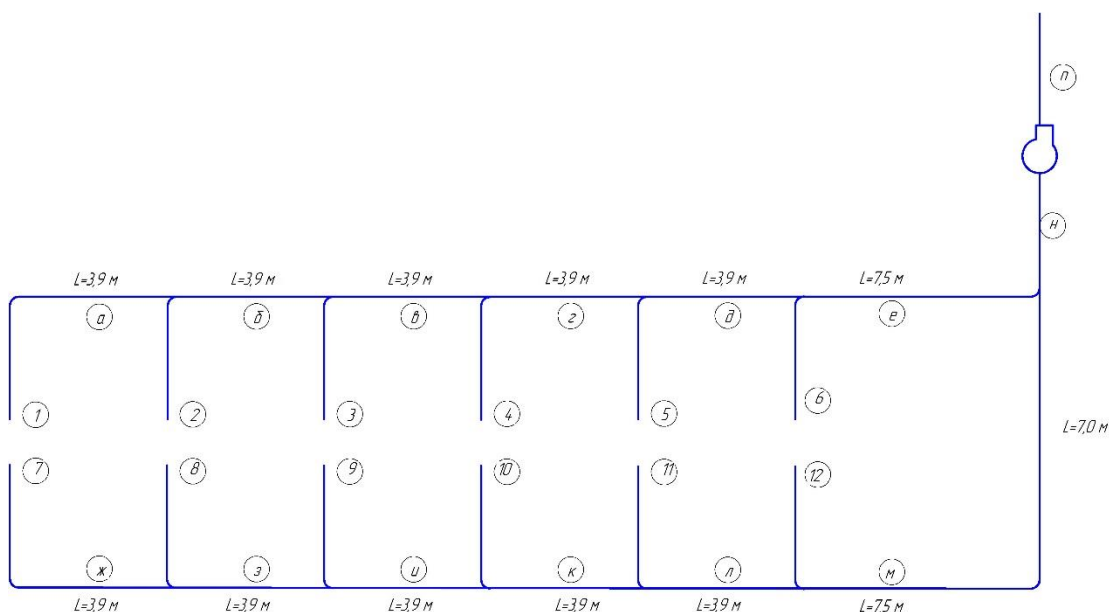 п
н
L=3,9 м L=3,9 м L=3,9 м L=3,9 м L=3,9 м L=7,5 м
а б в г д е
1 2 3 4 5 6
L=7,0 м
7 8 9 10 11 12
ж з и к л м
L=3,9 м L=3,9 м L=3,9 м L=3,9 м L=3,9 м L=7,5 м